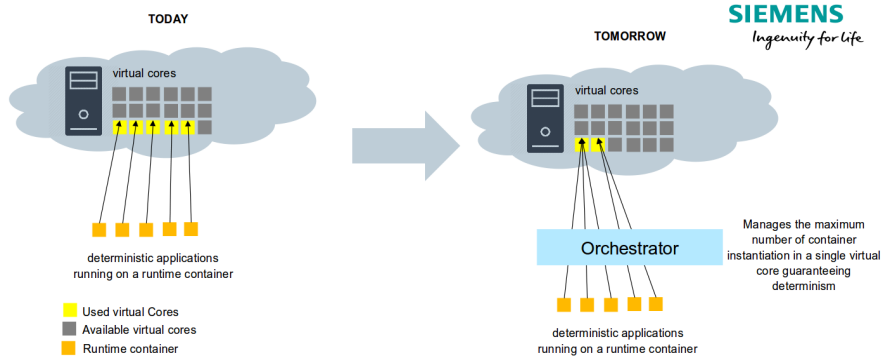 TODAY
virtual cores
deterministic applications
running on a runtime container
Used virtual Cores
Available virtual cores
Runtime container
SIEMENS
Ingenuity for life
TOMORROW
virtual cores
Orchestrator
Manages the maximum
number of container
instantiation in a single virtual
core guaranteeing
determinism
deterministic applications
running on a runtime container